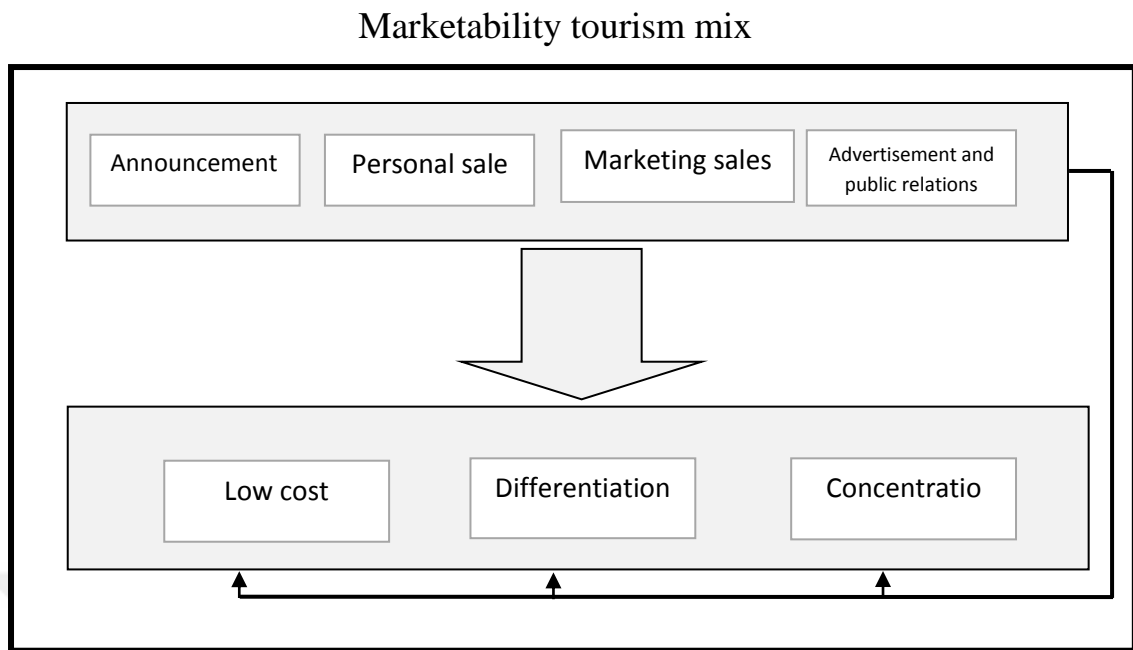 Marketability tourism mix
Announcement
Personal sale
Marketing sales
Advertisement and
public relations
Low cost
Differentiation
Concentratio